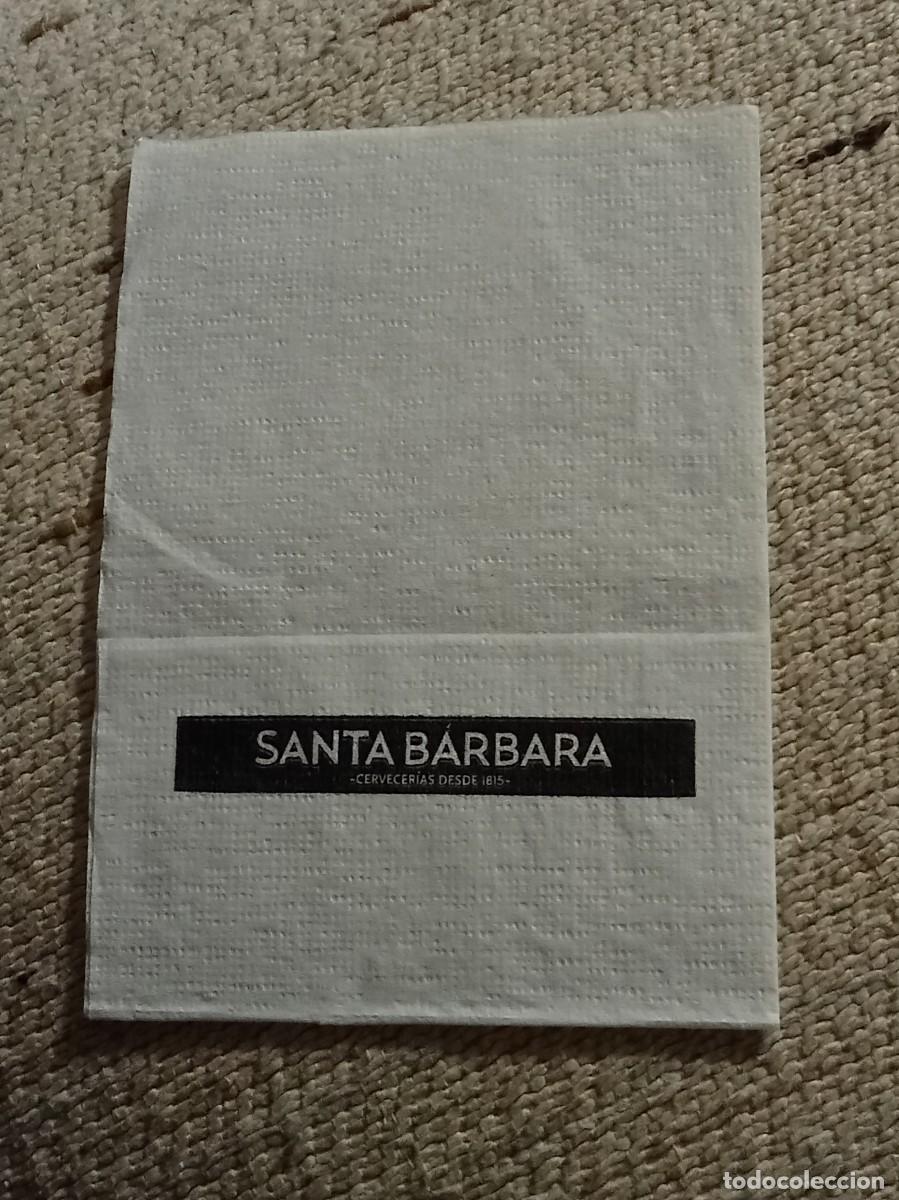 SANTA BÁRBARA
-CERVECERÍAS DESDE 1815-
todocoleccion